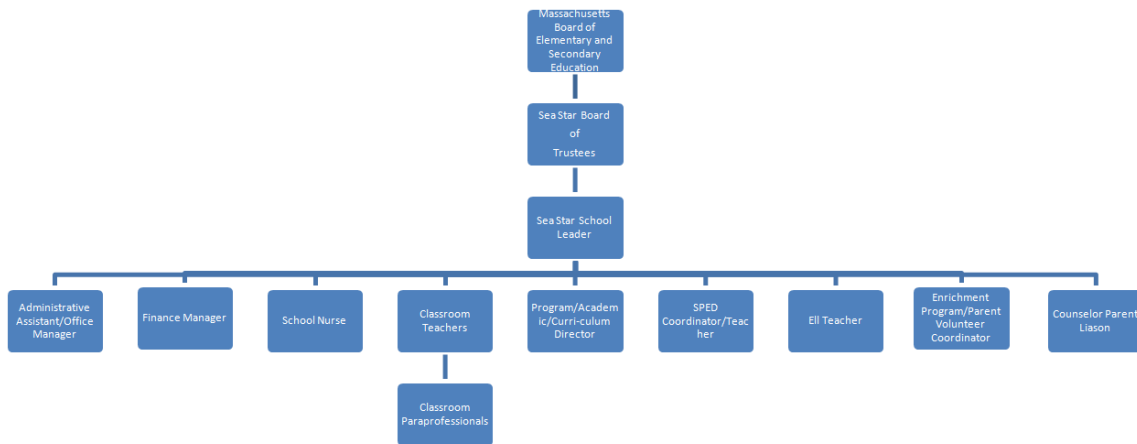 Massachusetts
Board of
Elementary and
Secondary
Education
Sea Star Board
of
Trustees
Sea Star School
Leader
Administrative
Assistant/Office
Manager
Finance Manager
School Nurse
Classroom
Teachers
Program/Academ
ic/Curri-culum
Director
SPED
Coordinator/Teac
her
Ell Teacher
Enrichment
Program/Parent
Volunteer
Coordinator
Counselor Parent
Liason
Classroom
Paraprofessionals